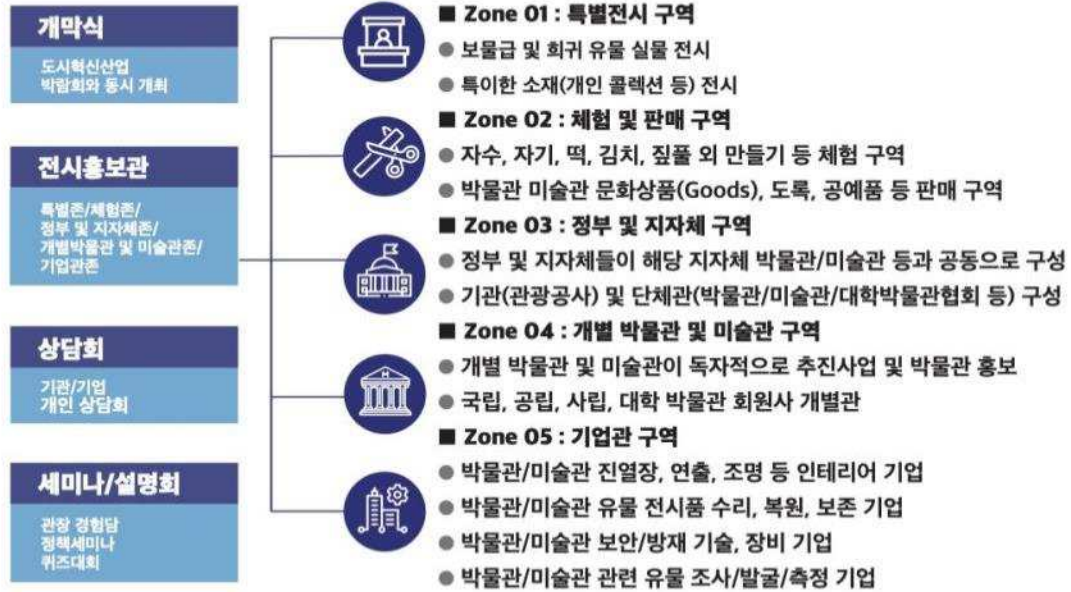 개막식
도시혁신산업
박람회와 동시 개최
전시홍보관
특별존/체험존/
정부 및 지자체존/
개별박물관 및 미술관존/
기업관존
상담회
기관/기업
개인 상담회
세미나/설명회
관장 경험담
정책세미나
퀴즈대회
■ Zone 01 : 특별전시 구역
● 보물급 및 희귀 유물 실물 전시
● 특이한 소재(개인 콜렉션 등) 전시
■ Zone 02 : 체험 및 판매 구역
● 자수, 자기, 떡, 김치, 짚풀 외 만들기 등 체험 구역
● 박물관 미술관 문화상품(Goods), 도록, 공예품 등 판매 구역
■ Zone 03 : 정부 및 지자체 구역
● 정부 및 지자체들이 해당 지자체 박물관/미술관 등과 공동으로 구성
● 기관(관광공사) 및 단체관(박물관/미술관/대학박물관협회 등) 구성
■ Zone 04 : 개별 박물관 및 미술관 구역
● 개별 박물관 및 미술관이 독자적으로 추진사업 및 박물관 홍보
● 국립, 공립, 사립, 대학 박물관 회원사 개별관
■ Zone 05 : 기업관 구역
● 박물관/미술관 진열장, 연출, 조명 등 인테리어 기업
● 박물관/미술관 유물 전시품 수리, 복원, 보존 기업
● 박물관/미술관 보안/방재 기술, 장비 기업
● 박물관/미술관 관련 유물 조사/발굴/측정 기업